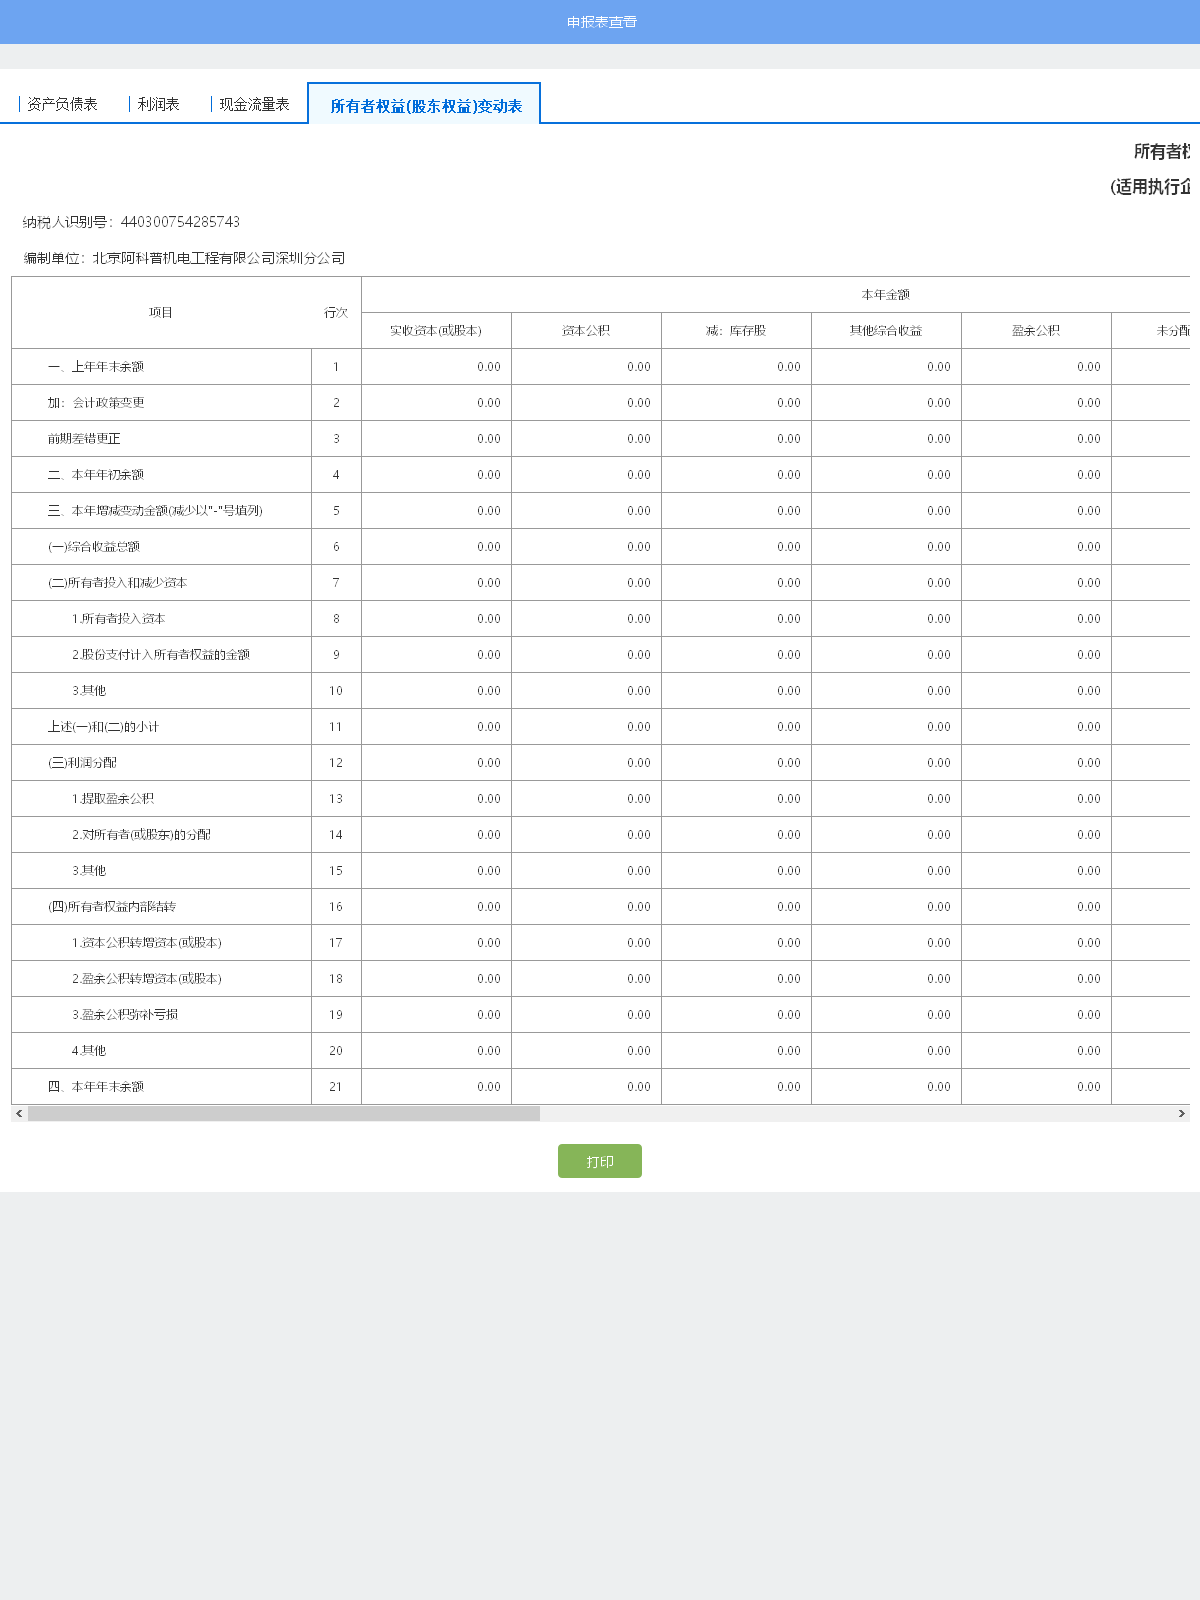 申报表查看
资产负债表 利润表 现金流量表 所有者权益(股东权益)变动表
所有者权
(适用执行企
纳税人识别号：440300754285743
编制单位：北京阿科普机电工程有限公司深圳分公司
项目 行次 本年金额
实收资本(或股本) 资本公积 减：库存股 其他综合收益 盈余公积 未分配
一、上年年末余额 1 0.00 0.00 0.00 0.00 0.00
加：会计政策变更 2 0.00 0.00 0.00 0.00 0.00
前期差错更正 3 0.00 0.00 0.00 0.00 0.00
二、本年年初余额 4 0.00 0.00 0.00 0.00 0.00
三、本年增减变动金额(减少以"-"号填列) 5 0.00 0.00 0.00 0.00 0.00
(一)综合收益总额 6 0.00 0.00 0.00 0.00 0.00
(二)所有者投入和减少资本 7 0.00 0.00 0.00 0.00 0.00
1.所有者投入资本 8 0.00 0.00 0.00 0.00 0.00
2.股份支付计入所有者权益的金额 9 0.00 0.00 0.00 0.00 0.00
3.其他 10 0.00 0.00 0.00 0.00 0.00
上述(一)和(二)的小计 11 0.00 0.00 0.00 0.00 0.00
(三)利润分配 12 0.00 0.00 0.00 0.00 0.00
1.提取盈余公积 13 0.00 0.00 0.00 0.00 0.00
2.对所有者(或股东)的分配 14 0.00 0.00 0.00 0.00 0.00
3.其他 15 0.00 0.00 0.00 0.00 0.00
(四)所有者权益内部结转 16 0.00 0.00 0.00 0.00 0.00
1.资本公积转增资本(或股本) 17 0.00 0.00 0.00 0.00 0.00
2.盈余公积转增资本(或股本) 18 0.00 0.00 0.00 0.00 0.00
3.盈余公积弥补亏损 19 0.00 0.00 0.00 0.00 0.00
4.其他 20 0.00 0.00 0.00 0.00 0.00
四、本年年末余额 21 0.00 0.00 0.00 0.00 0.00
打印